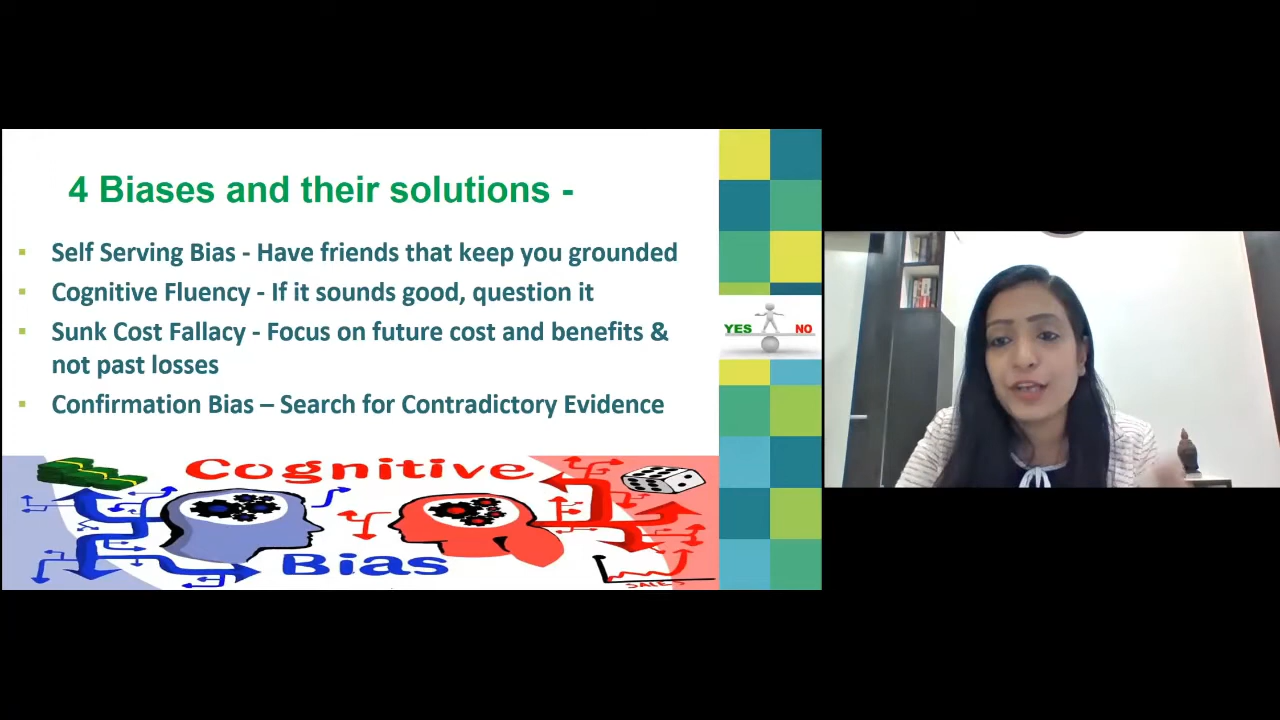 4 Biases and their solutions -
▪ Self Serving Bias - Have friends that keep you grounded
▪ Cognitive Fluency - If it sounds good, question it
▪ Sunk Cost Fallacy - Focus on future cost and benefits &
not past losses
▪ Confirmation Bias – Search for Contradictory Evidence
YES NO
Cognitive
Bias
SALES